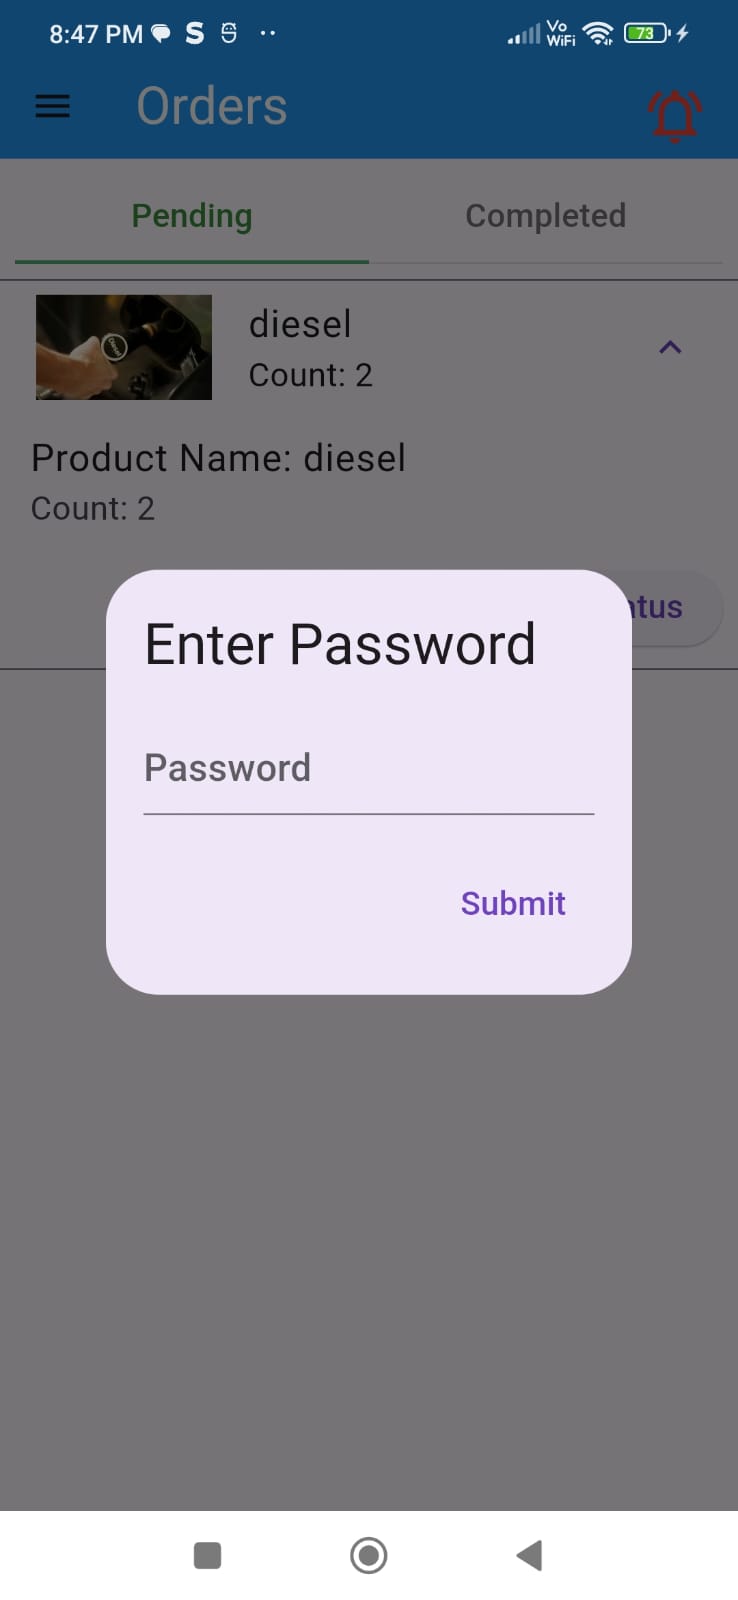 8:47 PM
Vo
WiFi
73
Orders
Pending
Completed
diesel
Count: 2
Product Name: diesel
Count: 2
Enter Password
Password
Submit